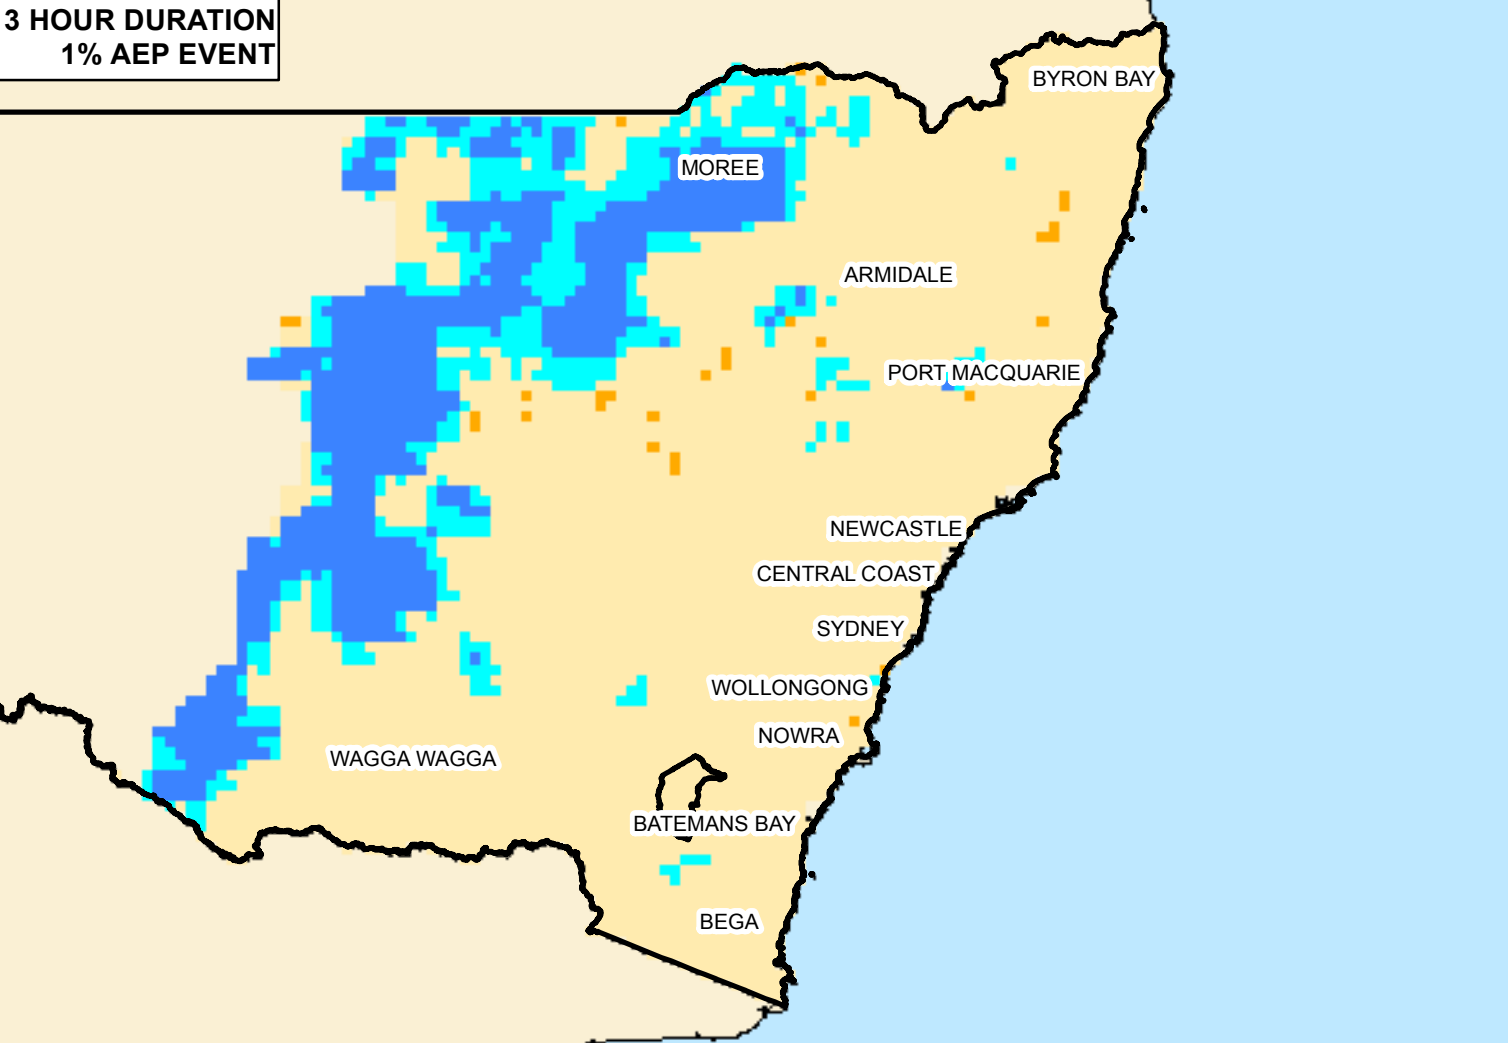 3 HOUR DURATION
1% AEP EVENT
BYRON BAY
MOREE
ARMIDALE
PORT MACQUARIE
NEWCASTLE
CENTRAL COAST
SYDNEY
WOLLONGONG
NOWRA
WAGGA WAGGA
BATEMANS BAY
BEGA